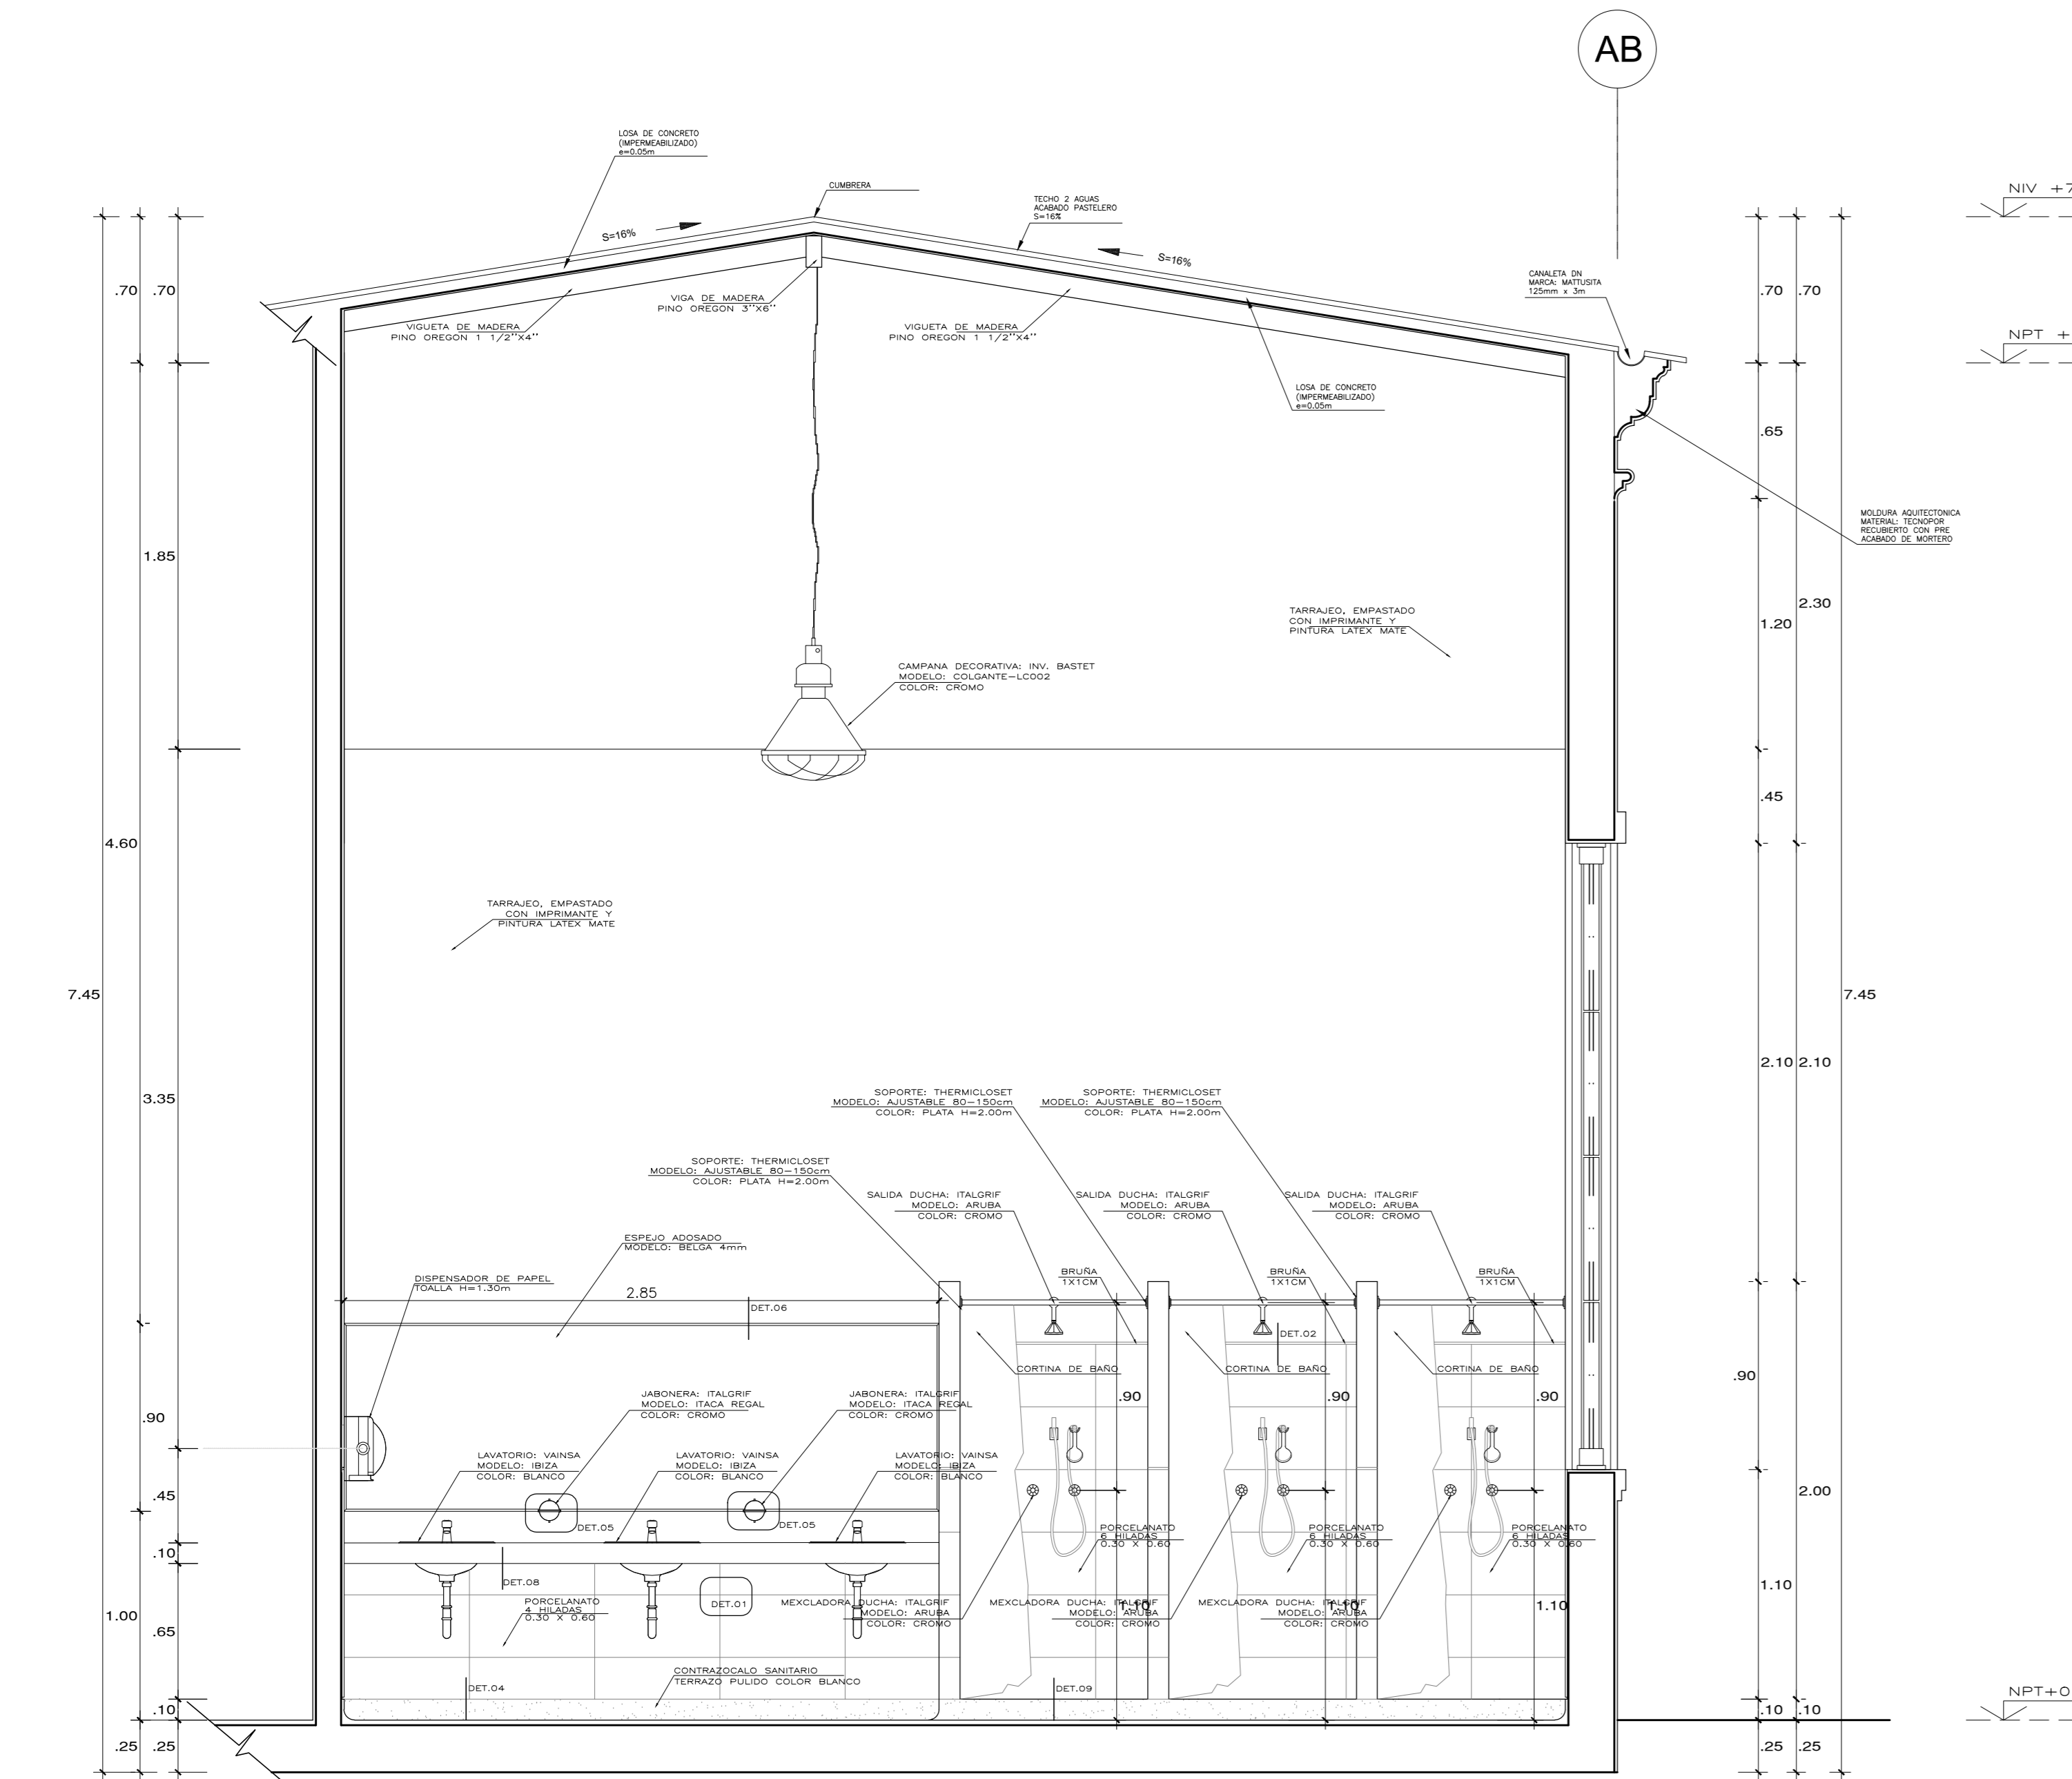 AB
LOSA DE CONCRETO
(IMPERMEABILIZADO)
e=0.05m
CUMBRERA
TECHO 2 AGUAS
ACABADO PASTELERO
S=16%
NIV +7
S=16%
S=16%
CANALETA DN
MARCA: MATTUSITA
125mm x 3m
.70
.70
.70
.70
VIGA DE MADERA
PINO OREGON 3''X6''
VIGUETA DE MADERA
PINO OREGON 1 1/2''X4''
VIGUETA DE MADERA
PINO OREGON 1 1/2''X4''
NPT +
LOSA DE CONCRETO
(IMPERMEABILIZADO)
e=0.05m
.65
MOLDURA AQUITECTONICA
MATERIAL: TECNOPOR
RECUBIERTO CON PRE
ACABADO DE MORTERO
1.85
2.30
1.20
TARRAJEO, EMPASTADO
CON IMPRIMANTE Y
PINTURA LATEX MATE
CAMPANA DECORATIVA: INV. BASTET
MODELO: COLGANTE-LC002
COLOR: CROMO
.45
4.60
TARRAJEO, EMPASTADO
CON IMPRIMANTE Y
PINTURA LATEX MATE
7.45
7.45
2.10
2.10
3.35
SOPORTE: THERMICLOSET
MODELO: AJUSTABLE 80-150cm
COLOR: PLATA H=2.00m
SOPORTE: THERMICLOSET
MODELO: AJUSTABLE 80-150cm
COLOR: PLATA H=2.00m
SOPORTE: THERMICLOSET
MODELO: AJUSTABLE 80-150cm
COLOR: PLATA H=2.00m
SALIDA DUCHA: ITALGRIF
MODELO: ARUBA
COLOR: CROMO
SALIDA DUCHA: ITALGRIF
MODELO: ARUBA
COLOR: CROMO
SALIDA DUCHA: ITALGRIF
MODELO: ARUBA
COLOR: CROMO
ESPEJO ADOSADO
MODELO: BELGA 4mm
DISPENSADOR DE PAPEL
TOALLA H=1.30m
2.85
DET.06
BRUÑA
1X1CM
BRUÑA
1X1CM
BRUÑA
1X1CM
DET.02
CORTINA DE BAÑO
CORTINA DE BAÑO
CORTINA DE BAÑO
.90
.90
.90
.90
.90
JABONERA: ITALGRIF
MODELO: ITACA REGAL
COLOR: CROMO
JABONERA: ITALGRIF
MODELO: ITACA REGAL
COLOR: CROMO
LAVATORIO: VAINSA
MODELO: IBIZA
COLOR: BLANCO
LAVATORIO: VAINSA
MODELO: IBIZA
COLOR: BLANCO
LAVATORIO: VAINSA
MODELO: IBIZA
COLOR: BLANCO
.45
2.00
DET.05
DET.05
PORCELANATO
6 HILADAS
0.30 X 0.60
PORCELANATO
6 HILADAS
0.30 X 0.60
PORCELANATO
6 HILADAS
0.30 X 0.60
.10
DET.08
DET.01
1.10
PORCELANATO
4 HILADAS
0.30 X 0.60
MEXCLADORA DUCHA: ITALGRIF
MODELO: ARUBA
COLOR: CROMO
MEXCLADORA DUCHA: ITALGRIF
MODELO: ARUBA
COLOR: CROMO
MEXCLADORA DUCHA: ITALGRIF
MODELO: ARUBA
COLOR: CROMO
1.10
1.10
1.10
1.00
.65
CONTRAZOCALO SANITARIO
TERRAZO PULIDO COLOR BLANCO
DET.04
DET.09
NPT+0
.10
.10
.10
.25
.25
.25
.25